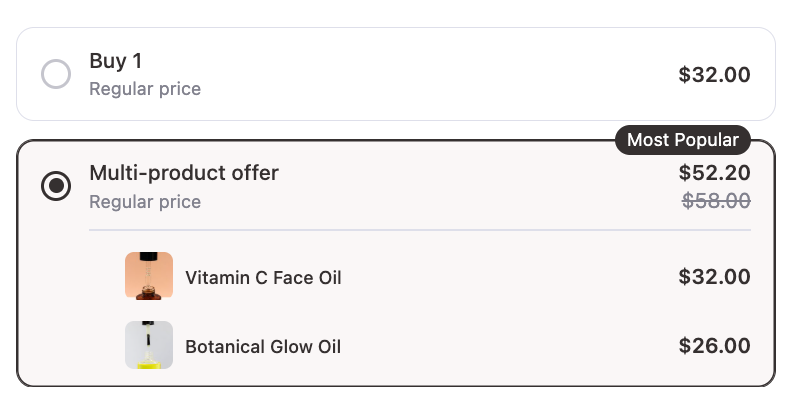 Buy 1
Regular price
$32.00
Most Popular
Multi-product offer
$52.20
Regular price
$58.00
Vitamin C Face Oil
$32.00
Botanical Glow Oil
$26.00